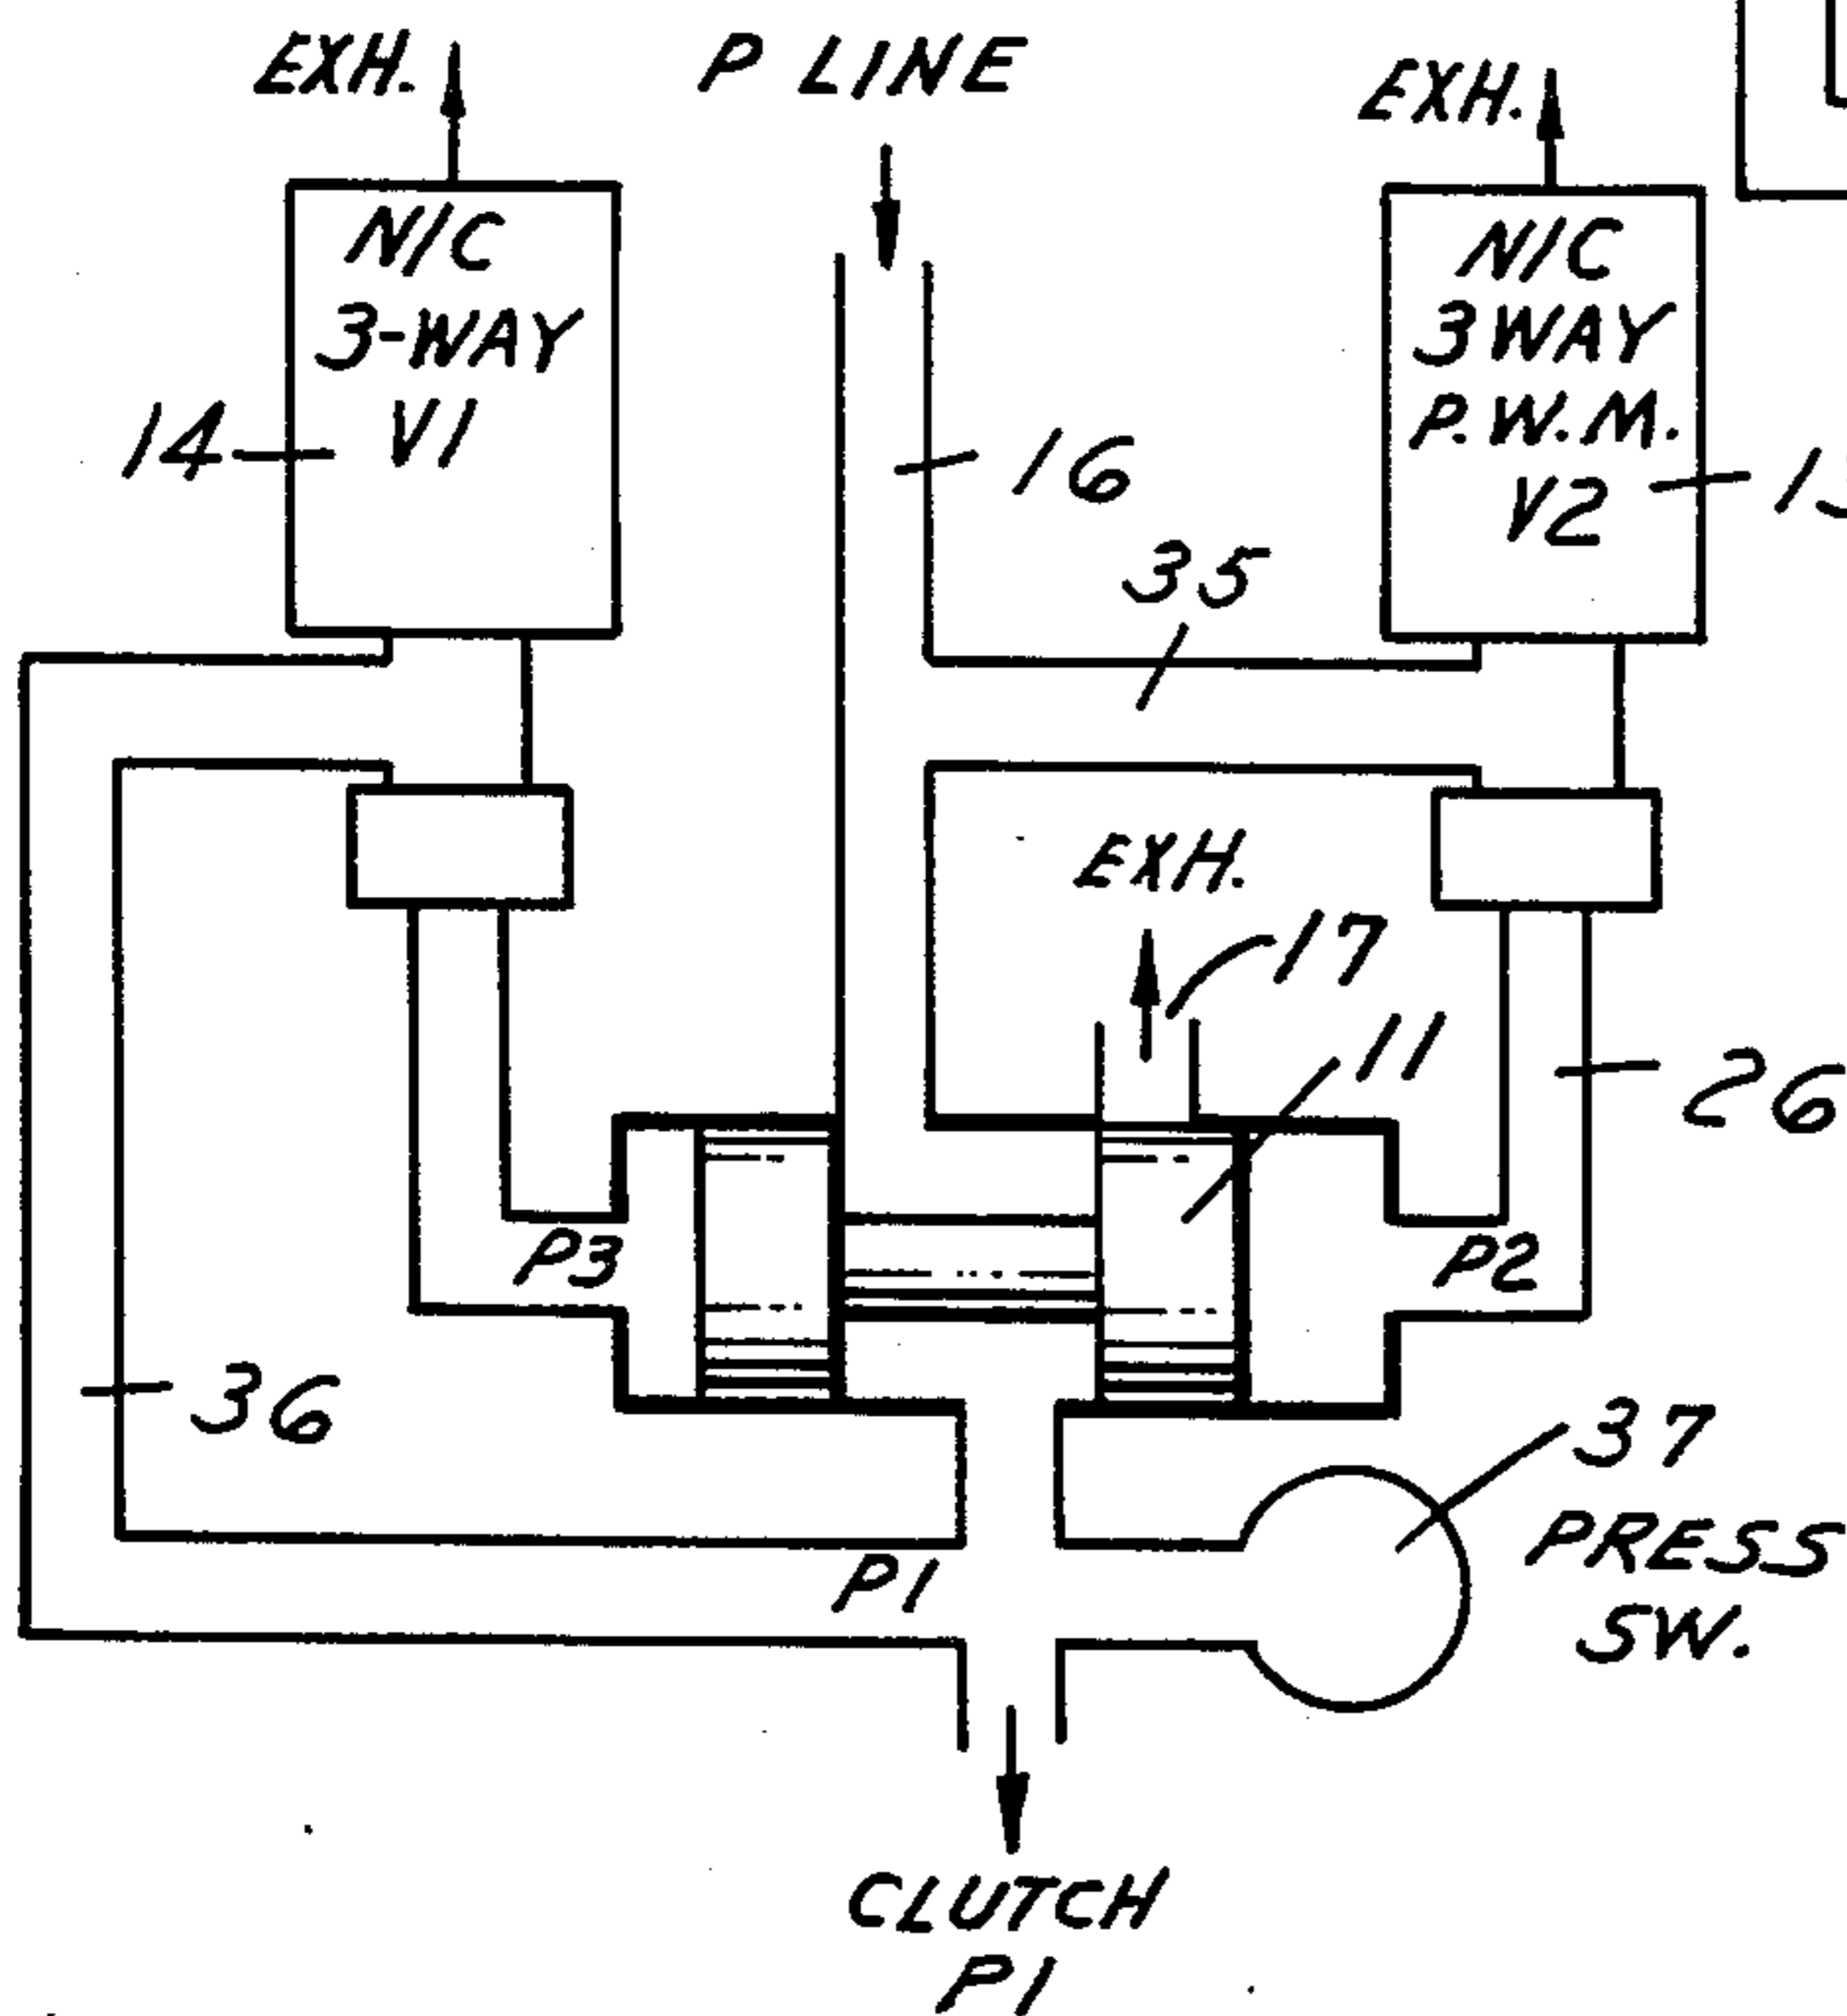 EXH.
P LINE
EXH.
N/C
3-WAY
V1
N/C
3WAY
P.W.M.
V2
14
16
35
EXH.
17
11
26
P3
P2
36
37
PRESS
SW.
P1
CLUTCH
P1